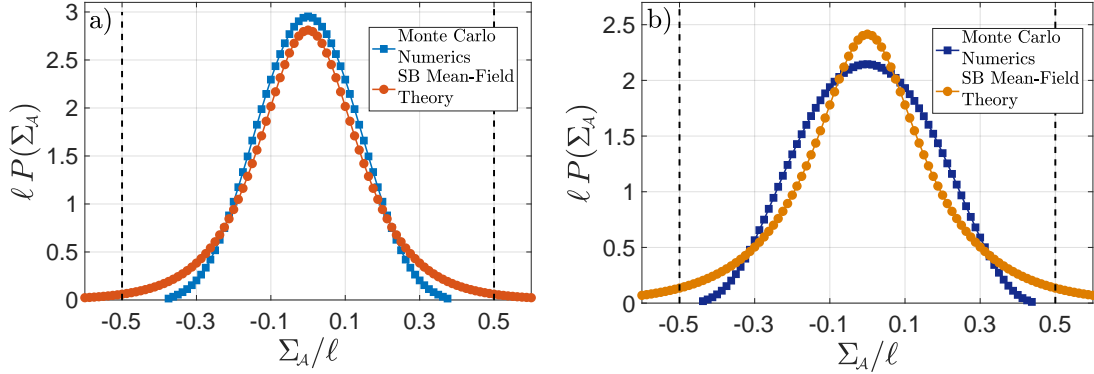 a)
Monte Carlo
Numerics
SB Mean-Field
Theory
ℓ P(Σ_A)
3
2.5
2
1.5
1
0.5
0
-0.5 -0.3 -0.1 0.1 0.3 0.5
Σ_A/ℓ
b)
Monte Carlo
Numerics
SB Mean-Field
Theory
ℓ P(Σ_A)
2.5
2
1.5
1
0.5
0
-0.5 -0.3 -0.1 0.1 0.3 0.5
Σ_A/ℓ